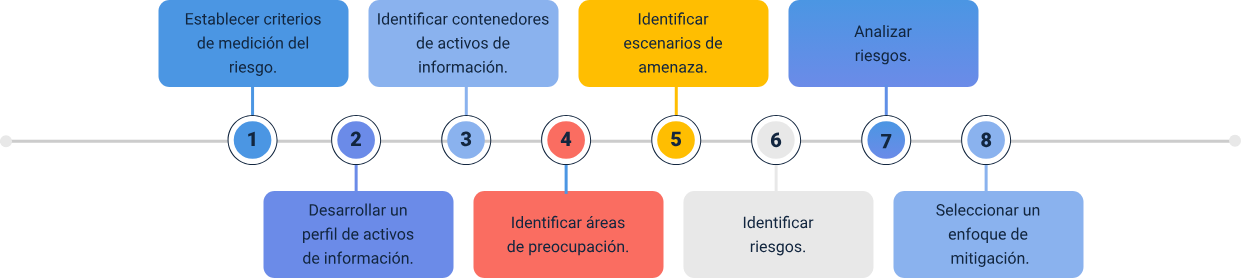 Establecer criterios
de medición del
riesgo.
Identificar contenedores
de activos de
información.
Identificar
escenarios de
amenaza.
Analizar
riesgos.
1
2
3
4
5
6
7
8
Desarrollar un
perfil de activos
de información.
Identificar áreas
de preocupación.
Identificar
riesgos.
Seleccionar un
enfoque de
mitigación.